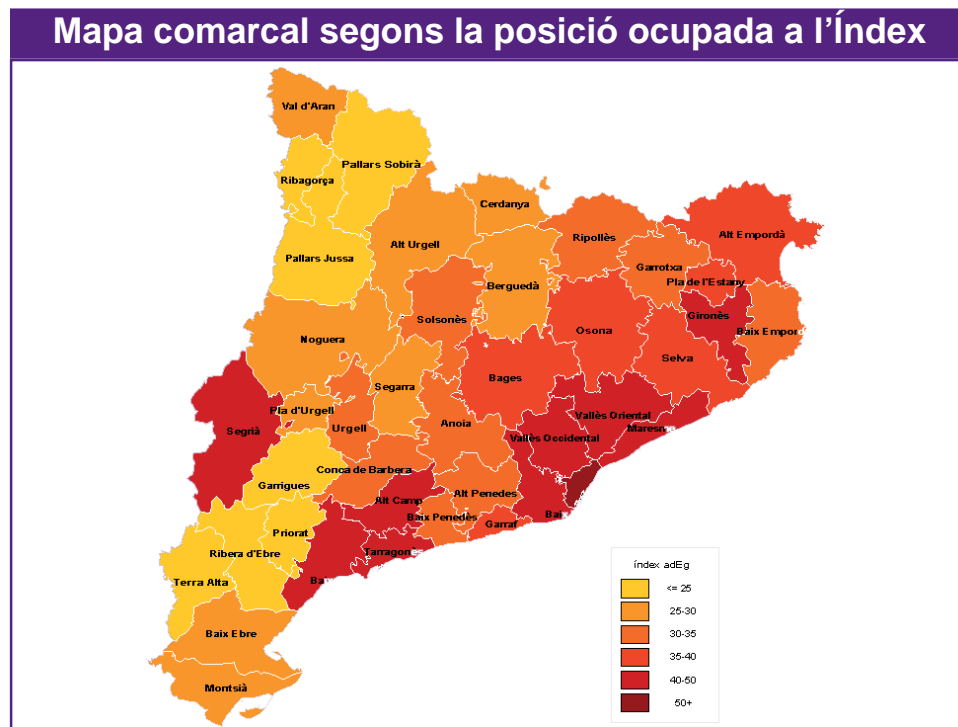 Mapa comarcal segons la posició ocupada a l'Índex
Val d'Aran
Pallars Sobirà
Ribagorça
Cerdanya
Alt Empordà
Ripollès
Alt Urgell
Pallars Jussa
Garrotxa
Pla de l'Estany
Berguedà
Gironès
Solsonès
Osona
Baix Empord
Noguera
Selva
Bages
Segarra
Pla d'Urgell
Vallès Oriental
Anoia
Segrià
Urgell
Maresm
Vallès Occidental
Conca de Barbera
Garrigues
Alt Penedes
Alt Camp
Bai
Baix Penedès
Garraf
Priorat
Tarragonè
Ribera d'Ebre
Ba
Terra Alta
Baix Ebre
Montsià
índex adEg
<= 25
25-30
30-35
35-40
40-50
50+